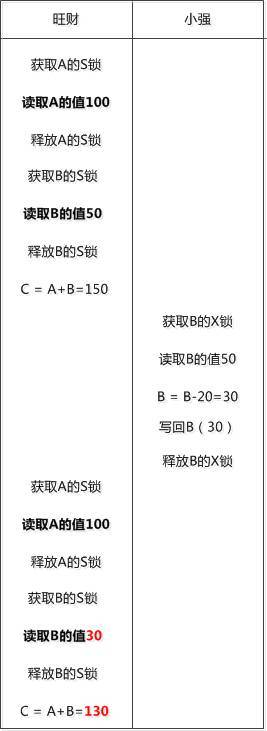 旺财
小强
获取A的S锁
读取A的值100
释放A的S锁
获取B的S锁
读取B的值50
释放B的S锁
C = A+B=150
获取B的X锁
读取B的值50
B = B-20=30
写回B（30）
释放B的X锁
获取A的S锁
读取A的值100
释放A的S锁
获取B的S锁
读取B的值30
释放B的S锁
C = A+B=130